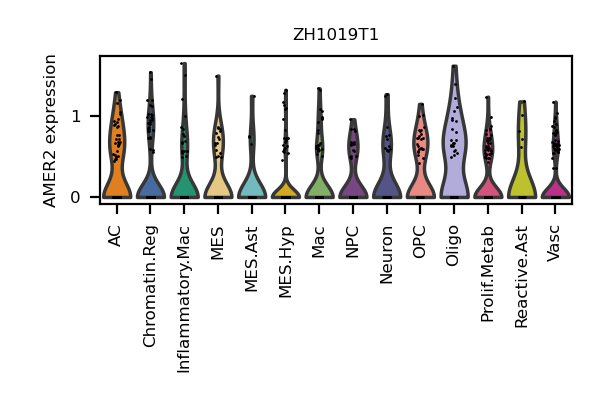 ZH1019T1
AMER2 expression
1
0
AC
Chromatin.Reg
Inflammatory.Mac
MES
MES.Ast
MES.Hyp
Mac
NPC
Neuron
OPC
Oligo
Prolif.Metab
Reactive.Ast
Vasc